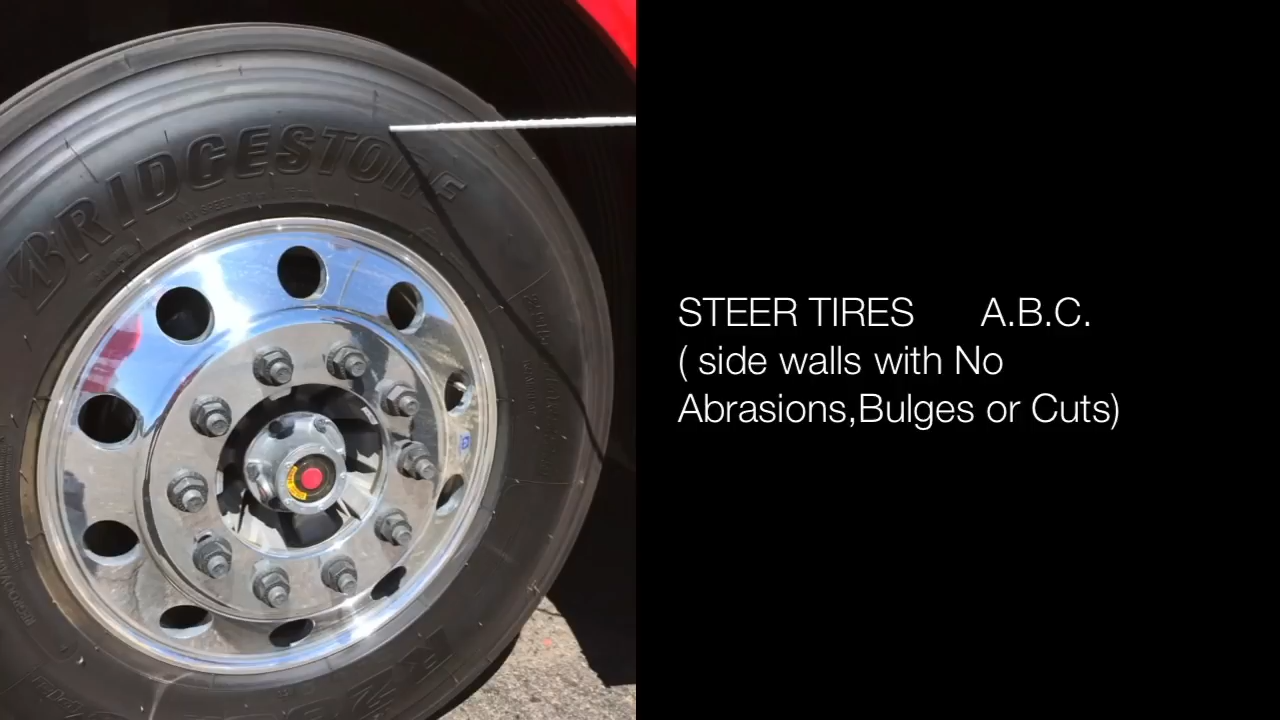 BRIDGESTONE
STEER TIRES A.B.C.
( side walls with No
Abrasions,Bulges or Cuts)